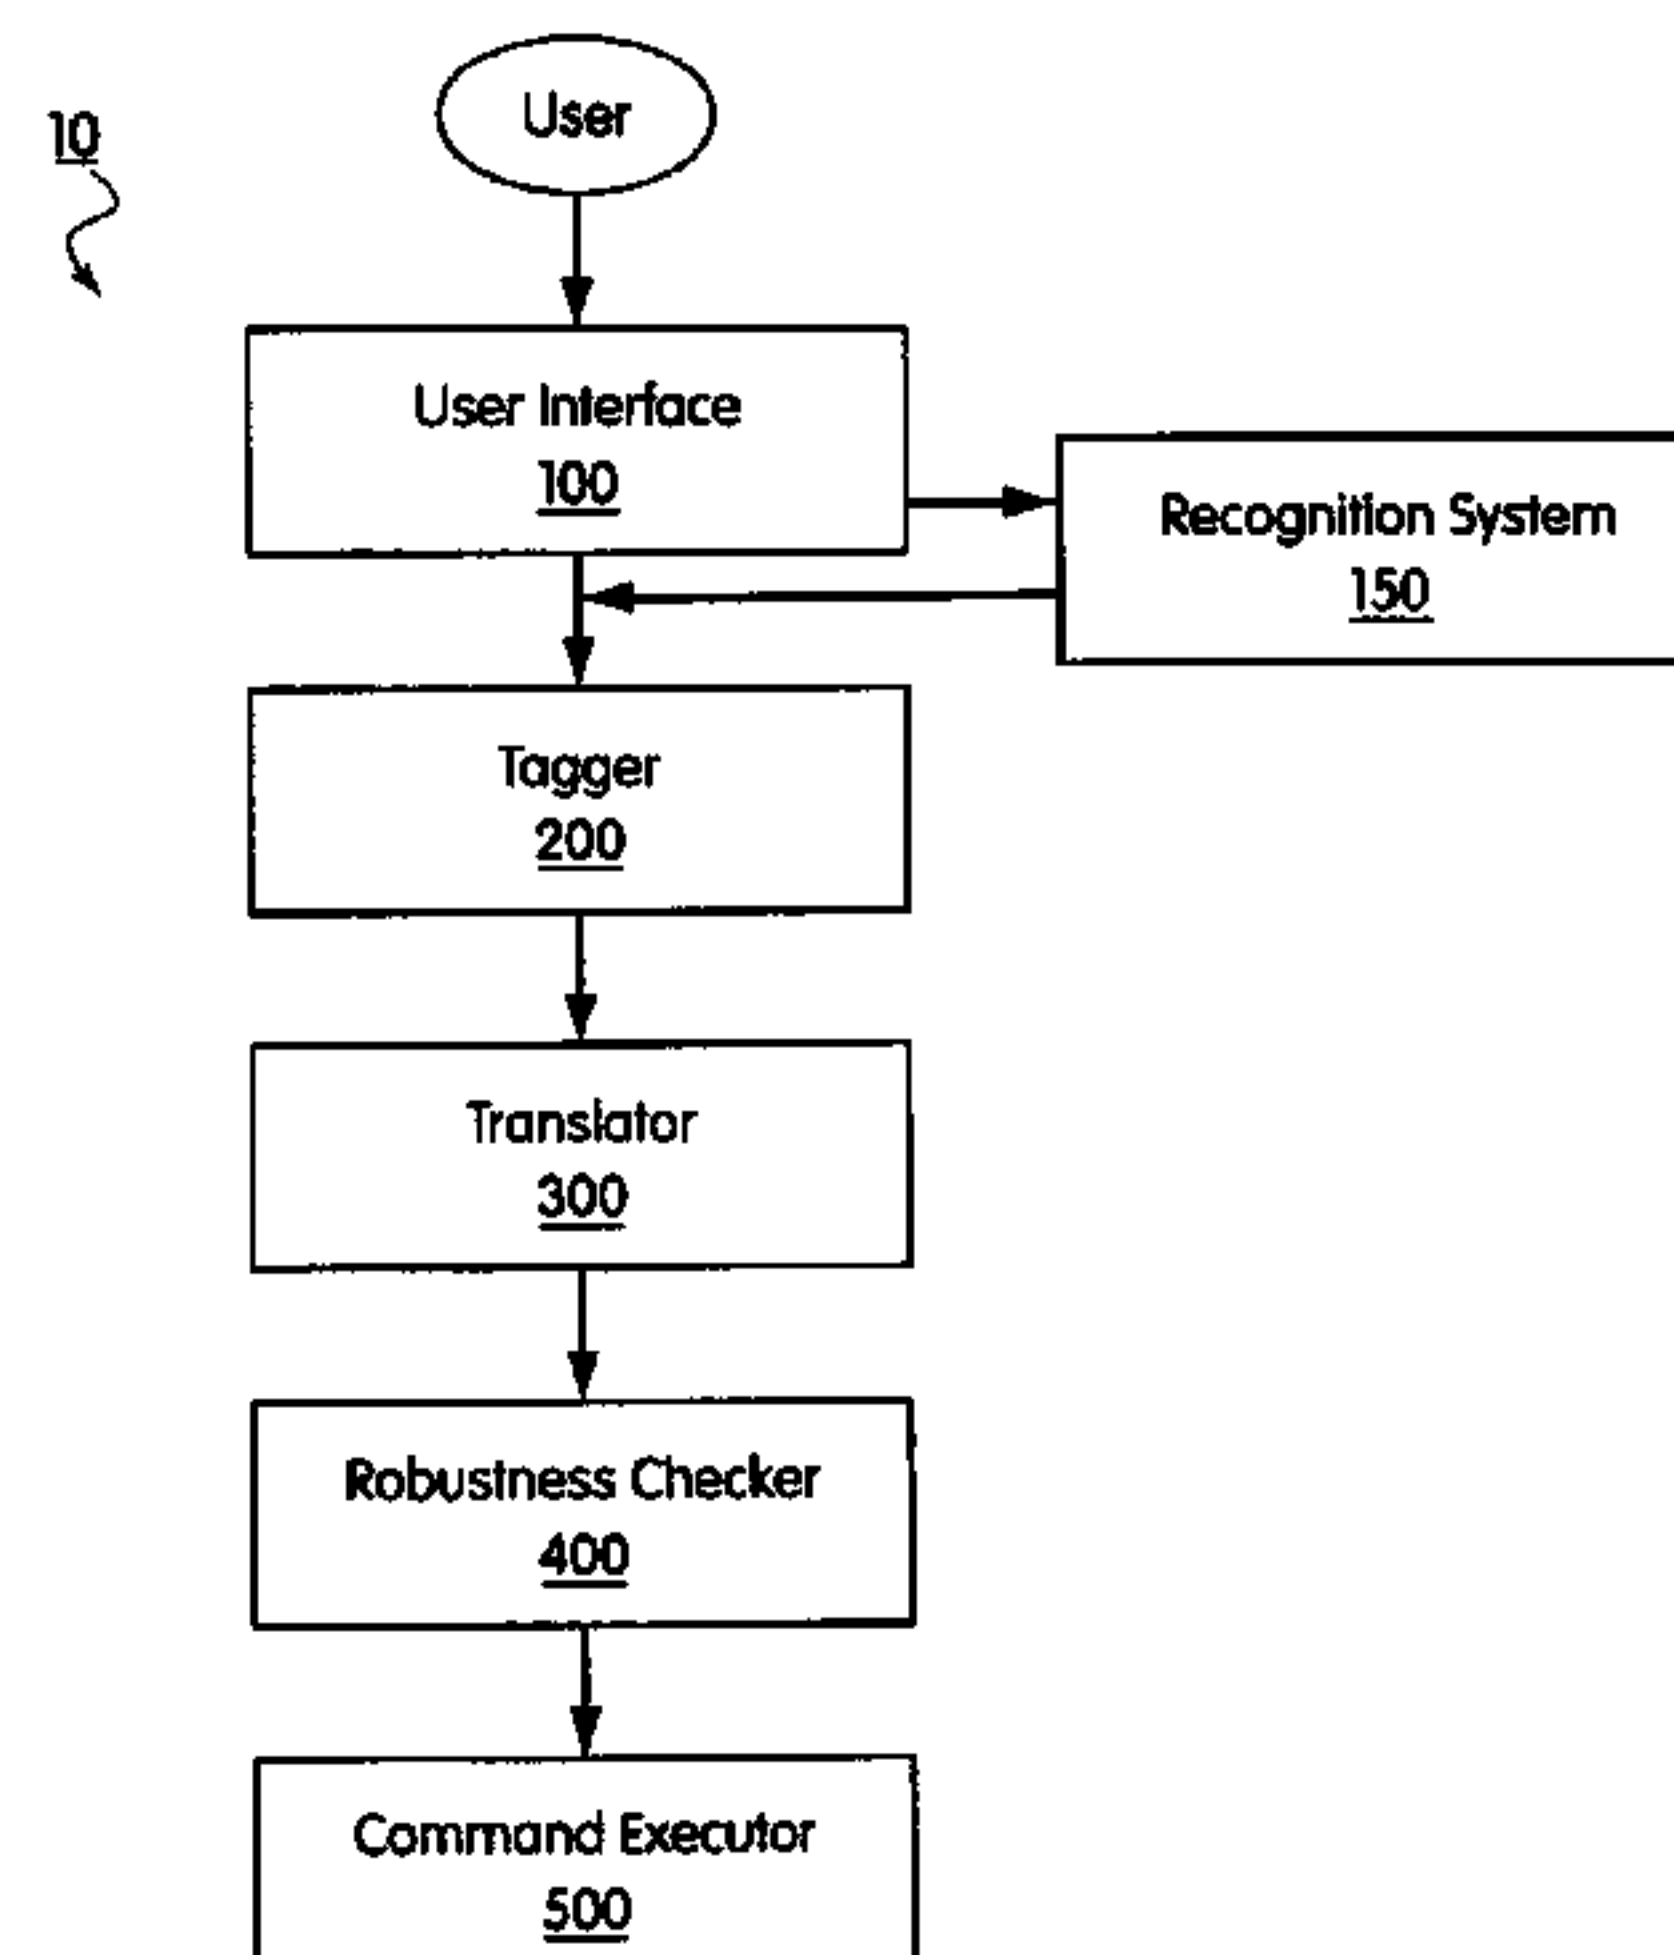 10
User
User Interface
100
Recognition System
150
Tagger
200
Translator
300
Robustness Checker
400
Command Executor
500